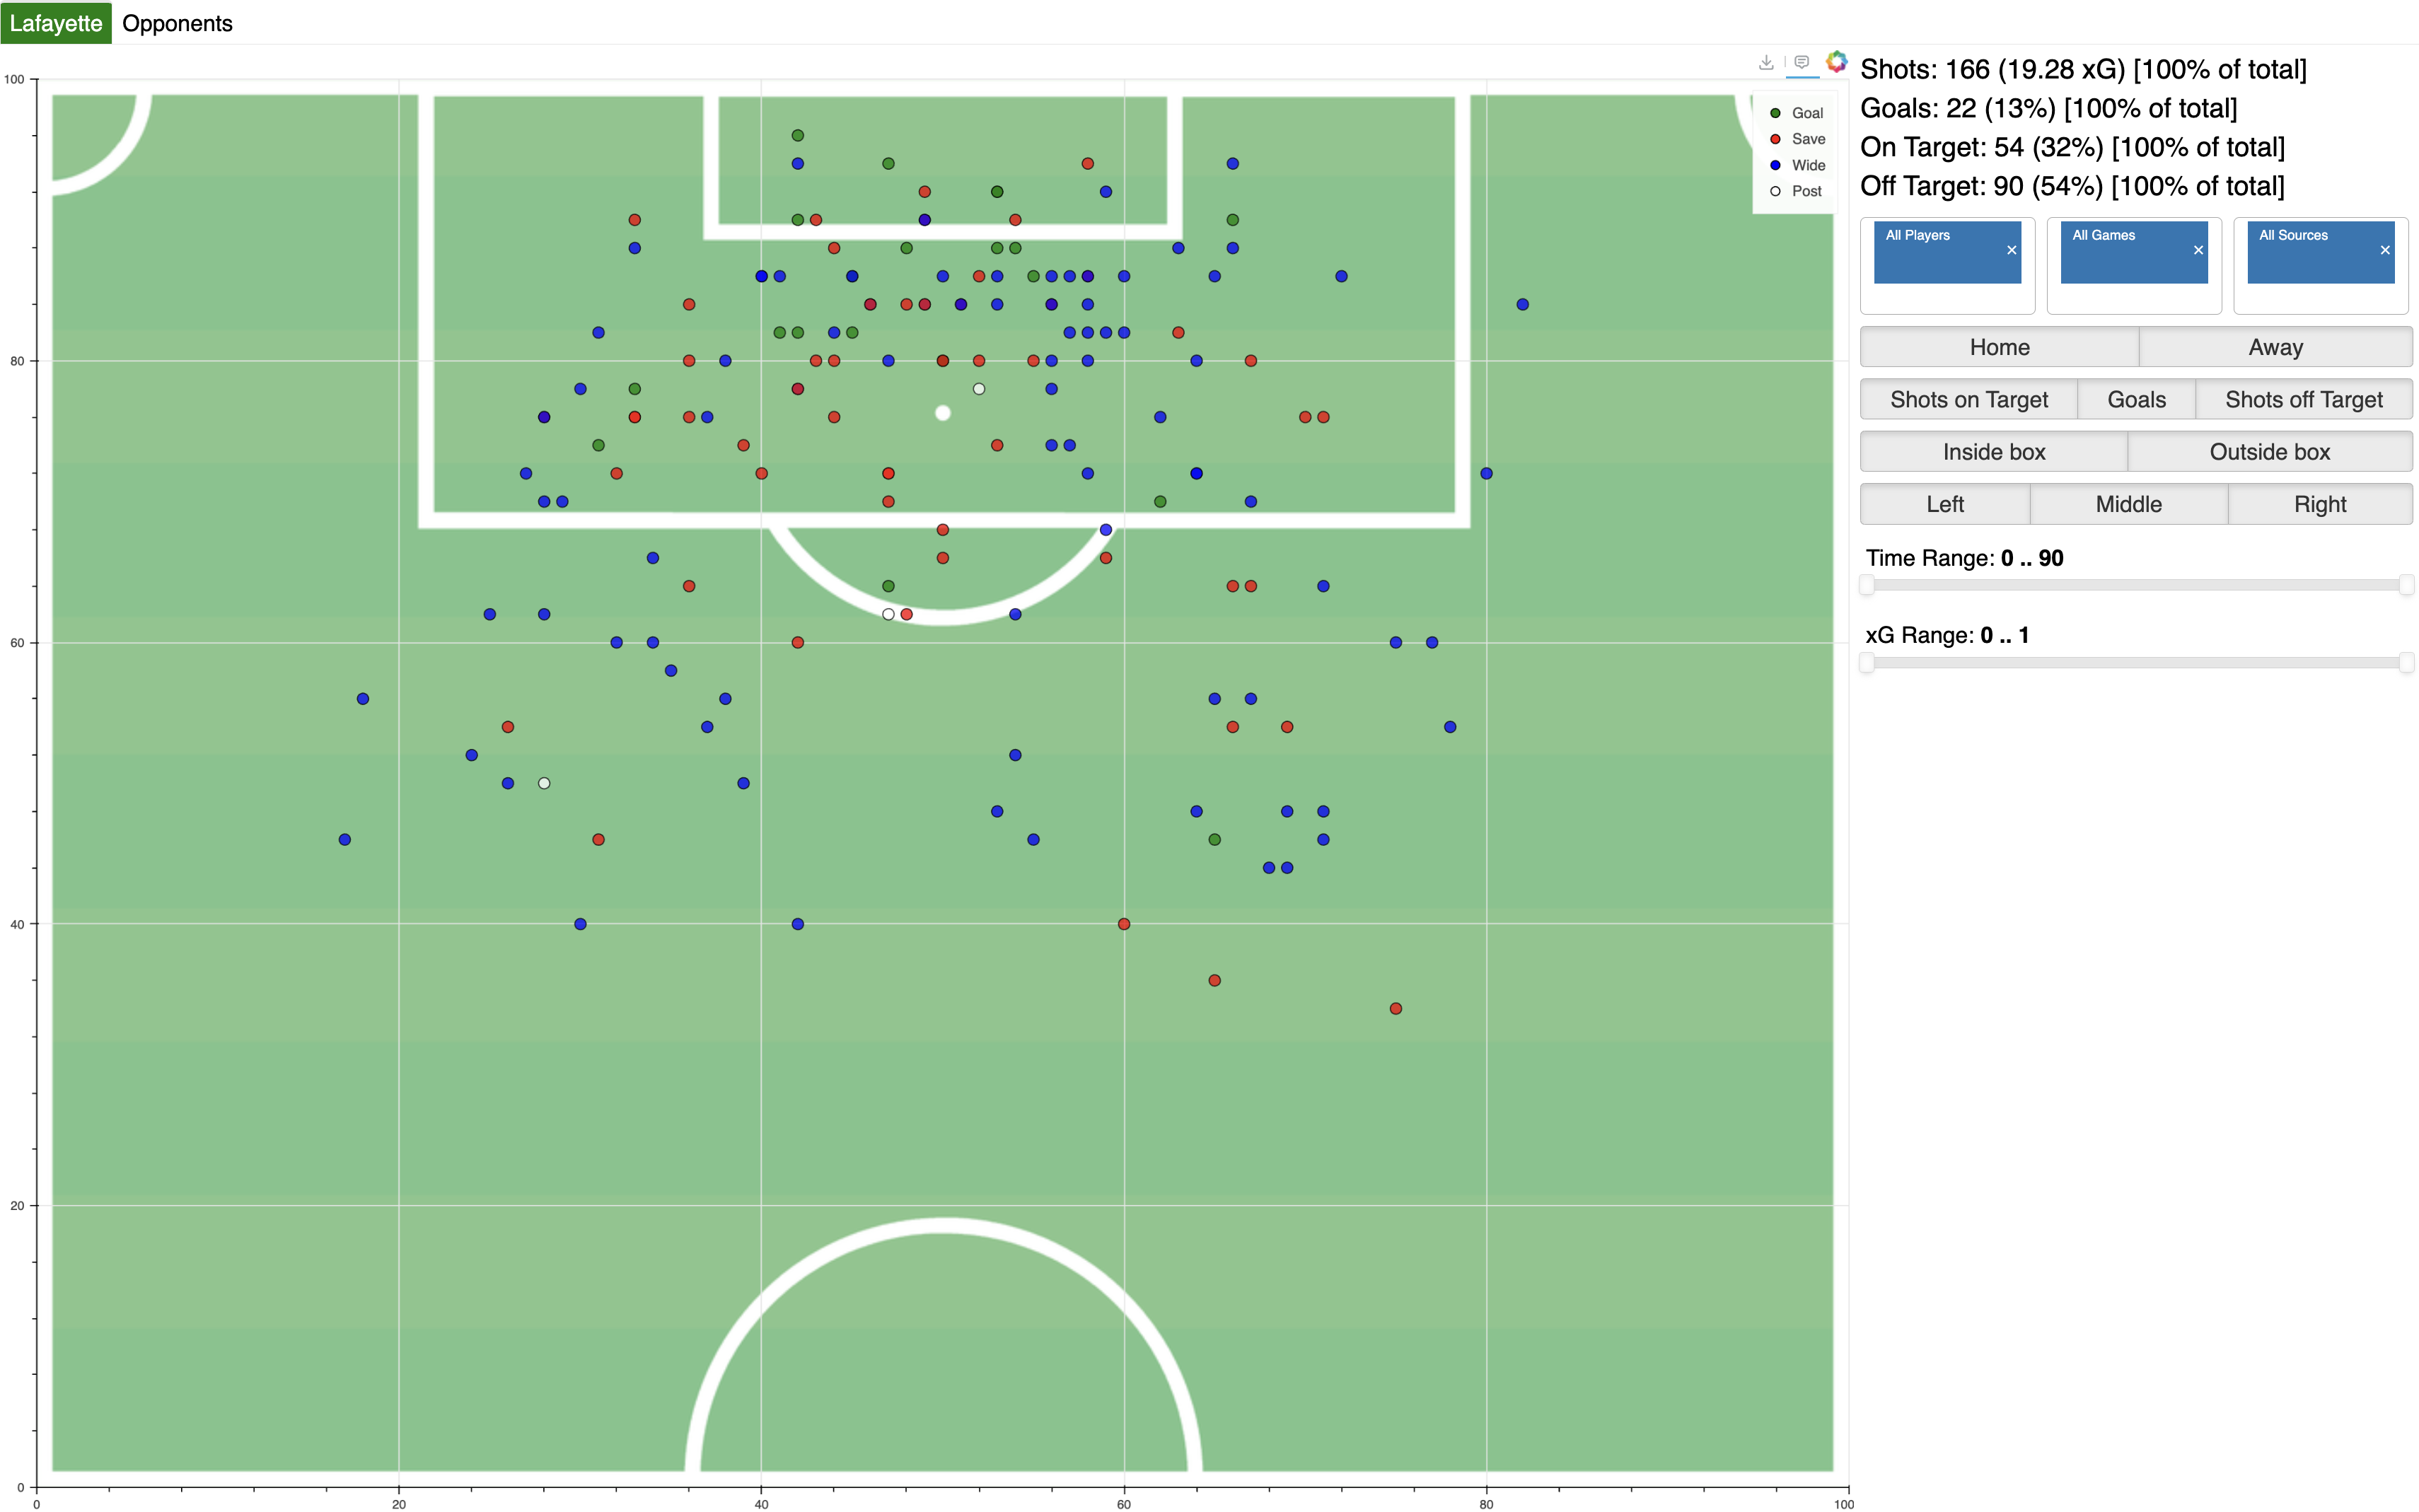 Lafayette Opponents
Shots: 166 (19.28 xG) [100% of total]
Goals: 22 (13%) [100% of total]
On Target: 54 (32%) [100% of total]
Off Target: 90 (54%) [100% of total]
All Players × All Games × All Sources ×
Home Away
Shots on Target Goals Shots off Target
Inside box Outside box
Left Middle Right
Time Range: 0 .. 90
xG Range: 0 .. 1
Goal
Save
Wide
Post
100
80
60
40
20
0
0 20 40 60 80 100